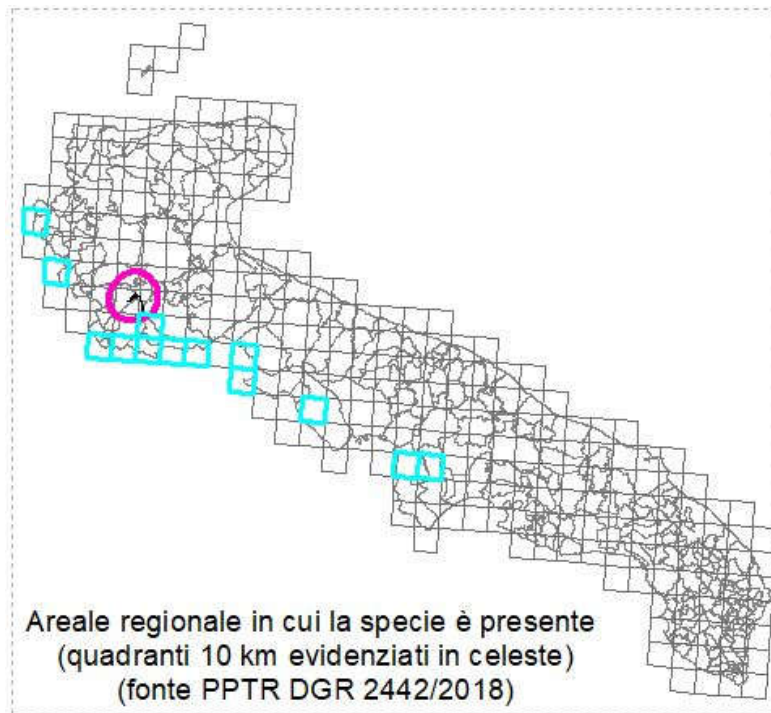 Areale regionale in cui la specie è presente
(quadranti 10 km evidenziati in celeste)
(fonte PPTR DGR 2442/2018)